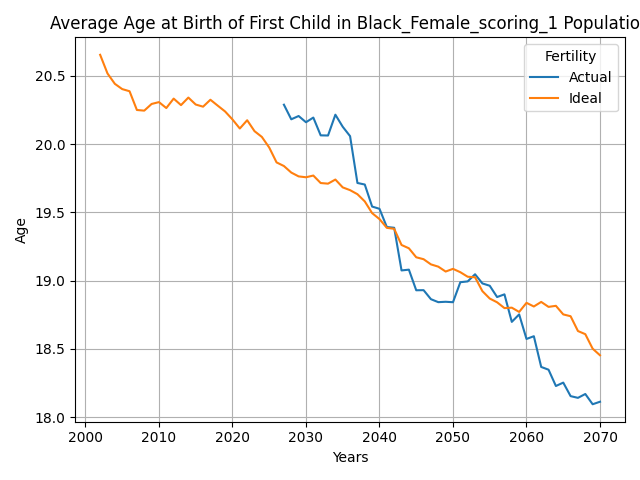 Average Age at Birth of First Child in Black_Female_scoring_1 Populatio
Fertility
Actual
Ideal
Age
20.5
20.0
19.5
19.0
18.5
18.0
2000 2010 2020 2030 2040 2050 2060 2070
Years